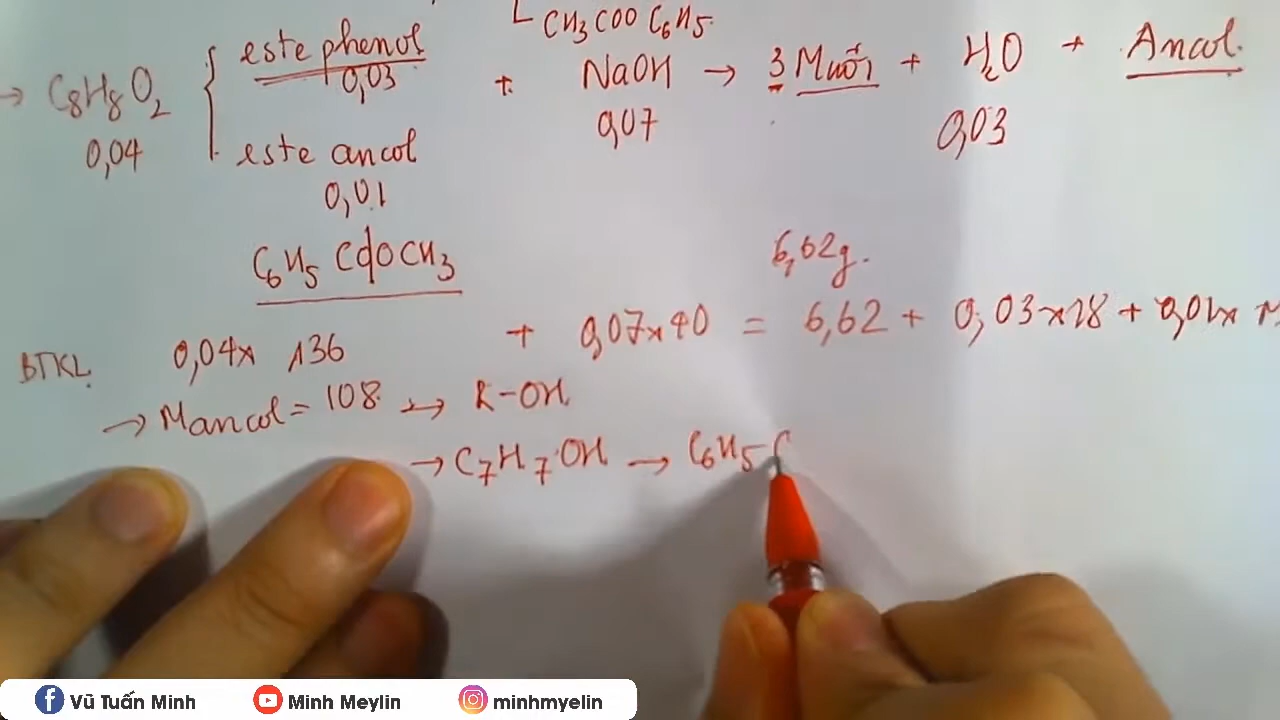 CH3COOC6H5
→ C8H8O2 { este phenol + NaOH → 3 Muối + H2O + Ancol.
0,04 0,03 0,07 0,03
este ancol
0,01
C6H5COOCH3
6,62g.
BTKL. 0,04x 136 + 0,07x40 = 6,62 + 0,03x18 + 0,01x M
→ Mancol = 108 → R-OH
→ C7H7OH → C6H5-C
Vũ Tuấn Minh Minh Meylin minhmyelin